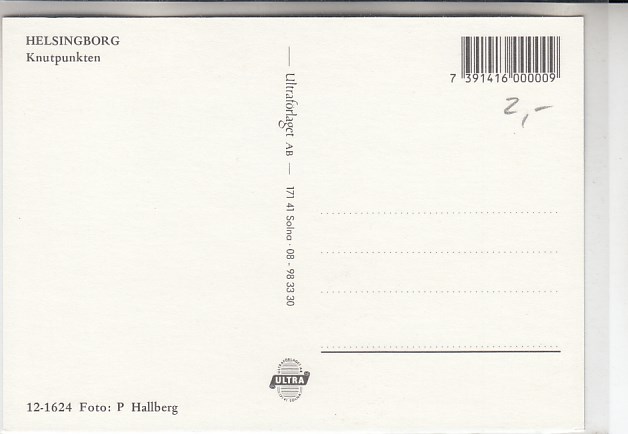 HELSINGBORG
Knutpunkten
7 391416 000009
2,-
— Ultraförlaget AB — 171 41 Solna · 08 - 98 33 30
ULTRA
12-1624 Foto: P Hallberg